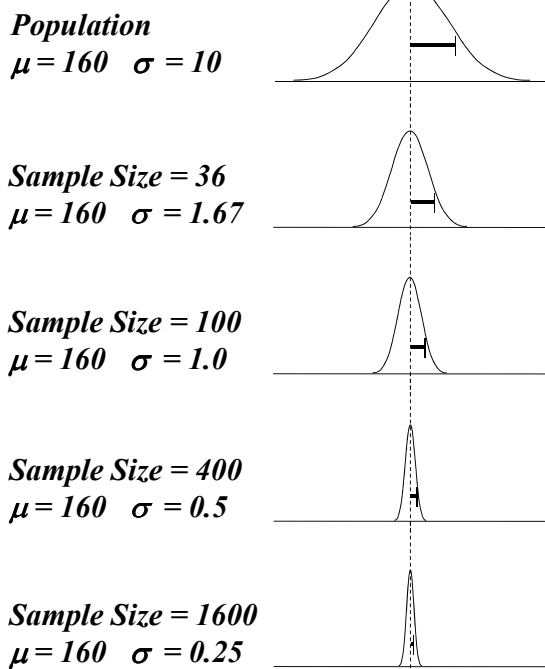 Population
μ = 160 σ = 10
Sample Size = 36
μ = 160 σ = 1.67
Sample Size = 100
μ = 160 σ = 1.0
Sample Size = 400
μ = 160 σ = 0.5
Sample Size = 1600
μ = 160 σ = 0.25